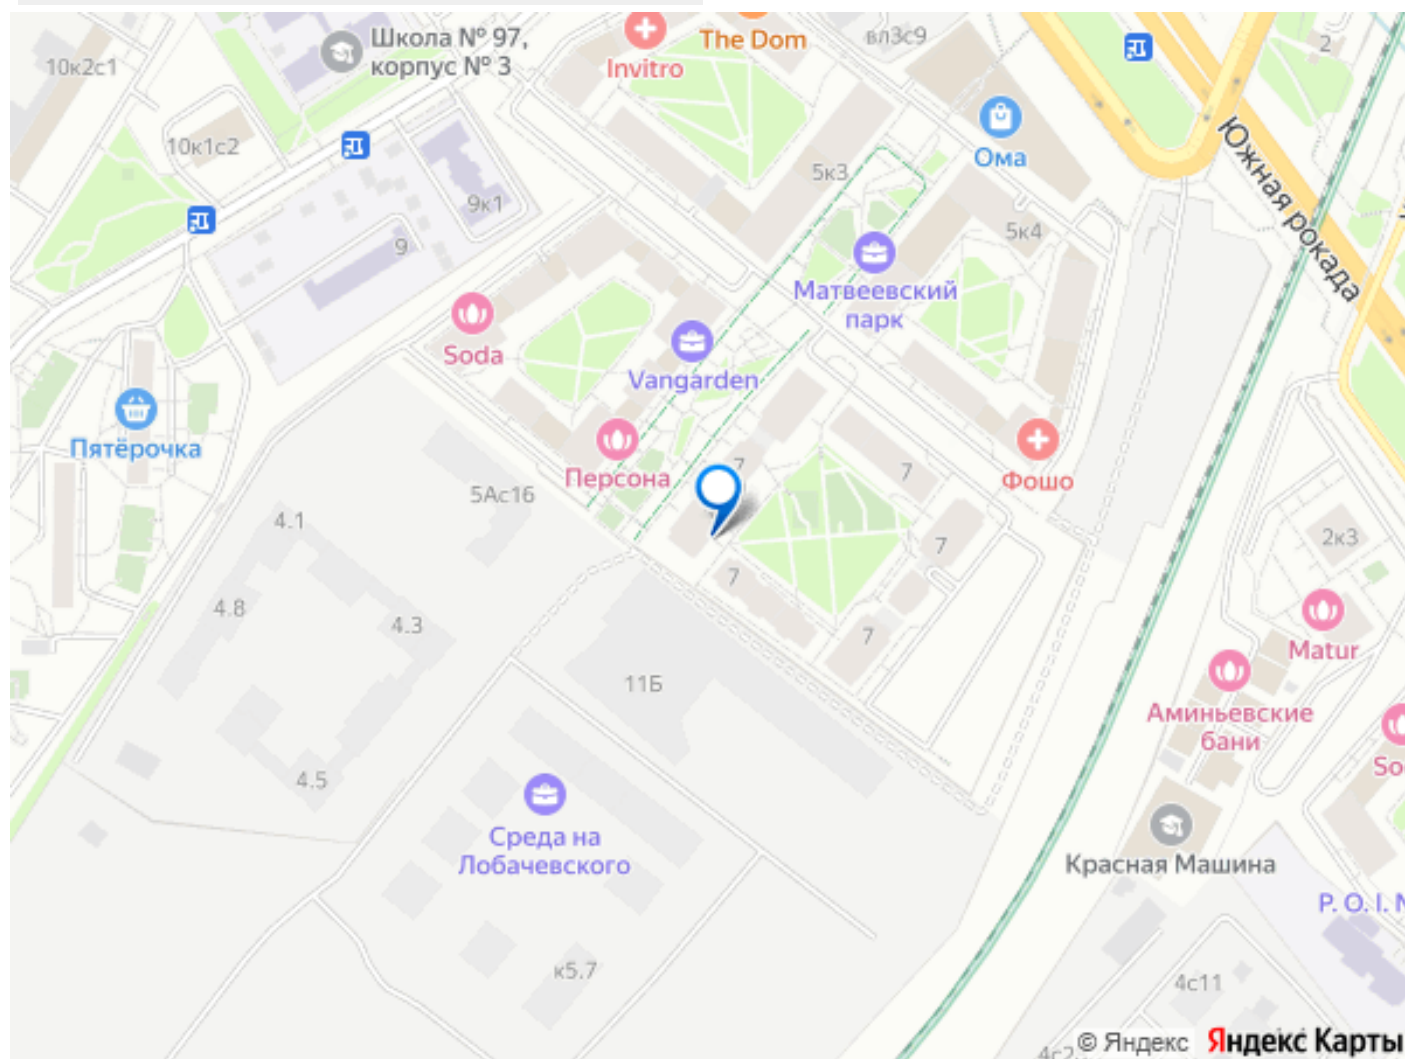 Школа № 97,
корпус № 3
The Dom
Invitro
вл3с9
2
10к2с1
10к1с2
Ома
5к3
Южная рокада
9к1
9
5к4
Матвеевский
парк
Soda
Vangarden
Пятёрочка
Персона
7
7
Фошо
5Ас16
4.1
7
2к3
7
4.8
4.3
7
Matur
11Б
Аминьевские
бани
4.5
So
Среда на
Лобачевского
Красная Машина
P. O. I. N
к5.7
4с11
4с2
© Яндекс Яндекс Карты